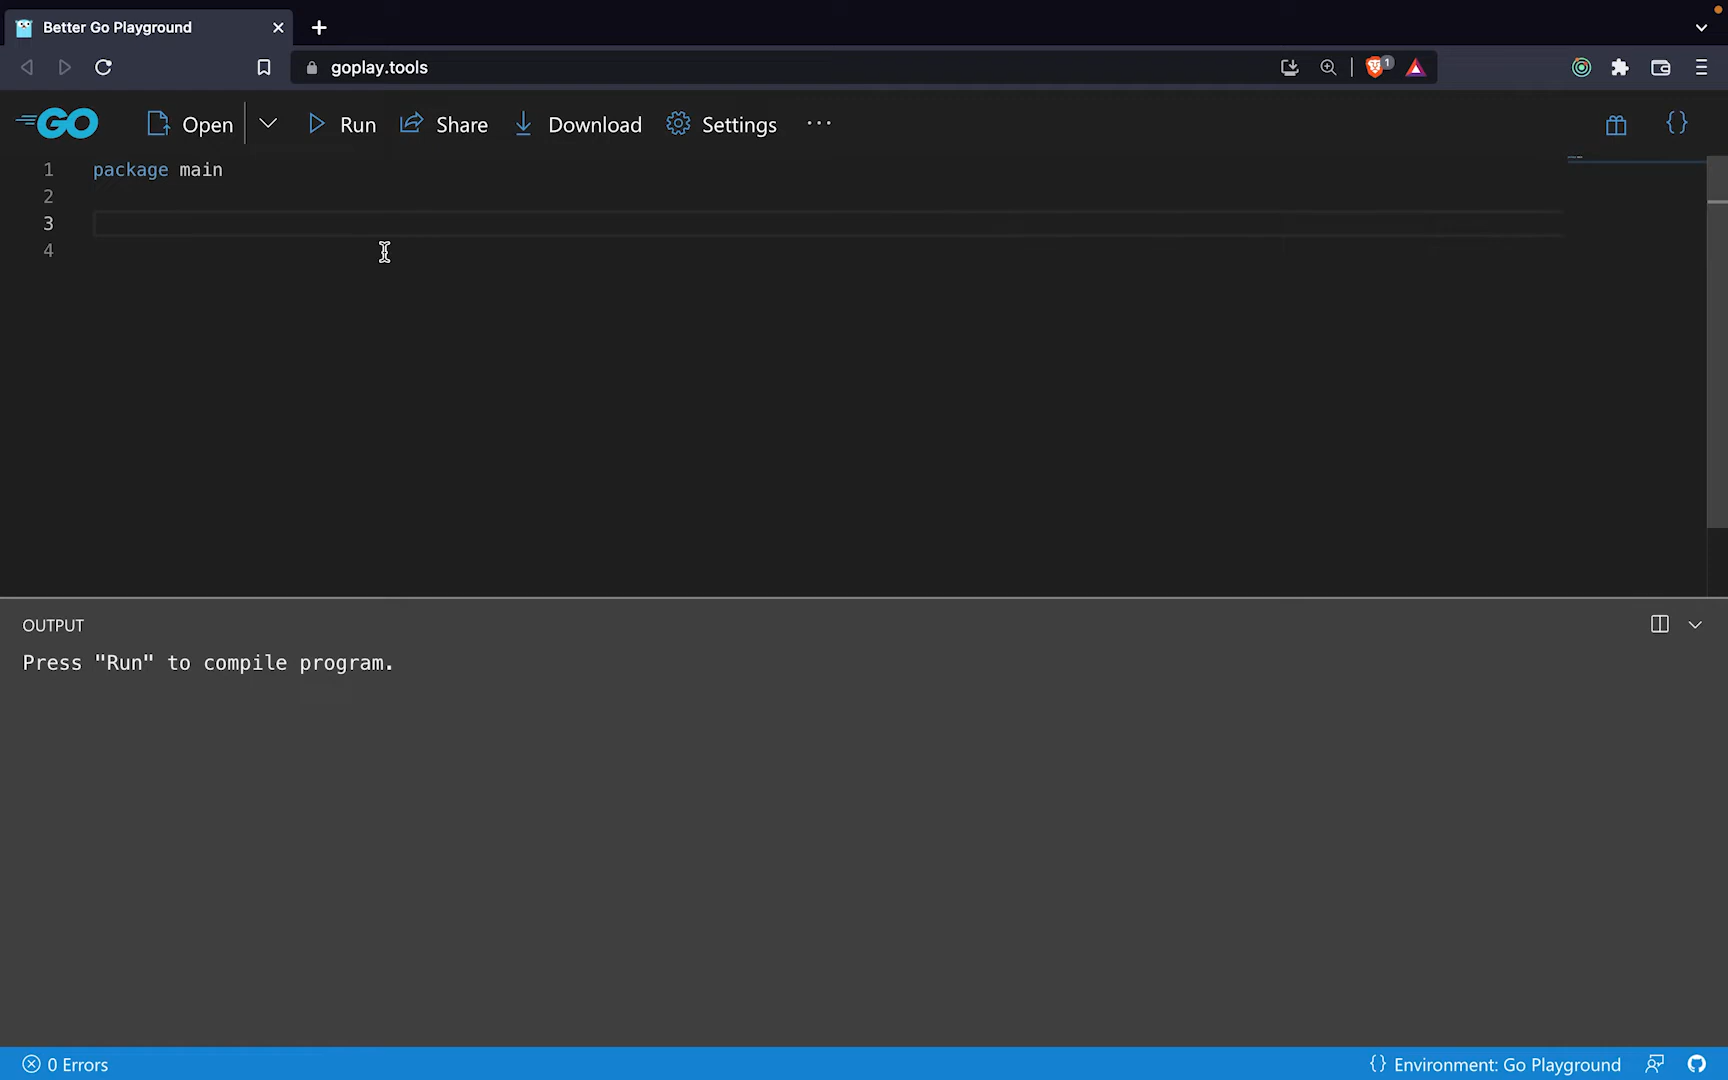 Better Go Playground
goplay.tools
1
GO
Open
Run
Share
Download
Settings
1 package main
2
3
4
OUTPUT
Press "Run" to compile program.
0 Errors
{} Environment: Go Playground